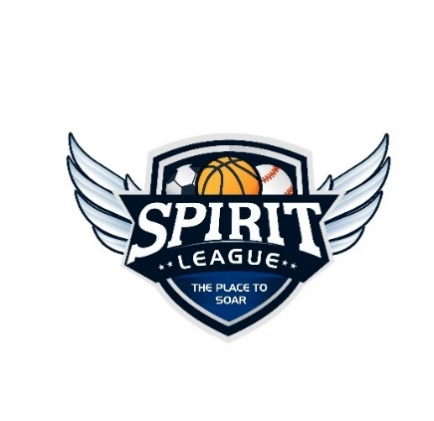 SPIRIT
LEAGUE
THE PLACE TO
SOAR